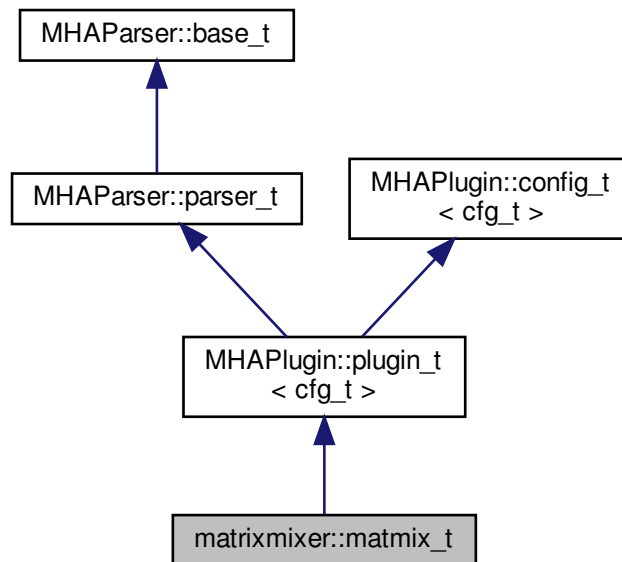 MHAParser::base_t
MHAParser::parser_t
MHAPlugin::config_t
< cfg_t >
MHAPlugin::plugin_t
< cfg_t >
matrixmixer::matmix_t